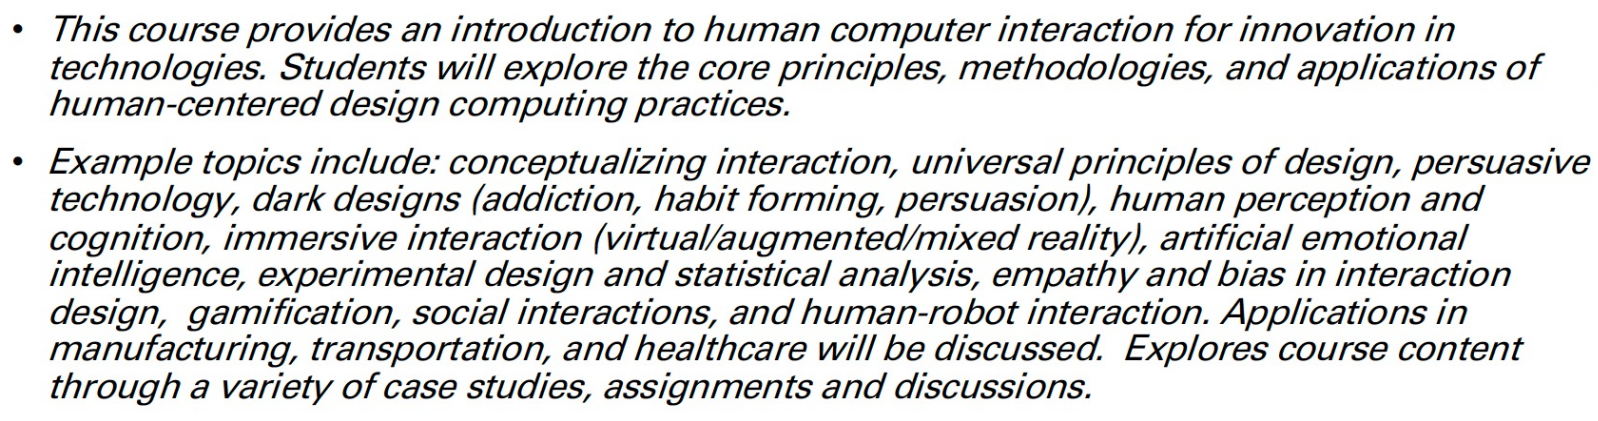 • This course provides an introduction to human computer interaction for innovation in
technologies. Students will explore the core principles, methodologies, and applications of
human-centered design computing practices.
• Example topics include: conceptualizing interaction, universal principles of design, persuasive
technology, dark designs (addiction, habit forming, persuasion), human perception and
cognition, immersive interaction (virtual/augmented/mixed reality), artificial emotional
intelligence, experimental design and statistical analysis, empathy and bias in interaction
design,  gamification, social interactions, and human-robot interaction. Applications in
manufacturing, transportation, and healthcare will be discussed.  Explores course content
through a variety of case studies, assignments and discussions.